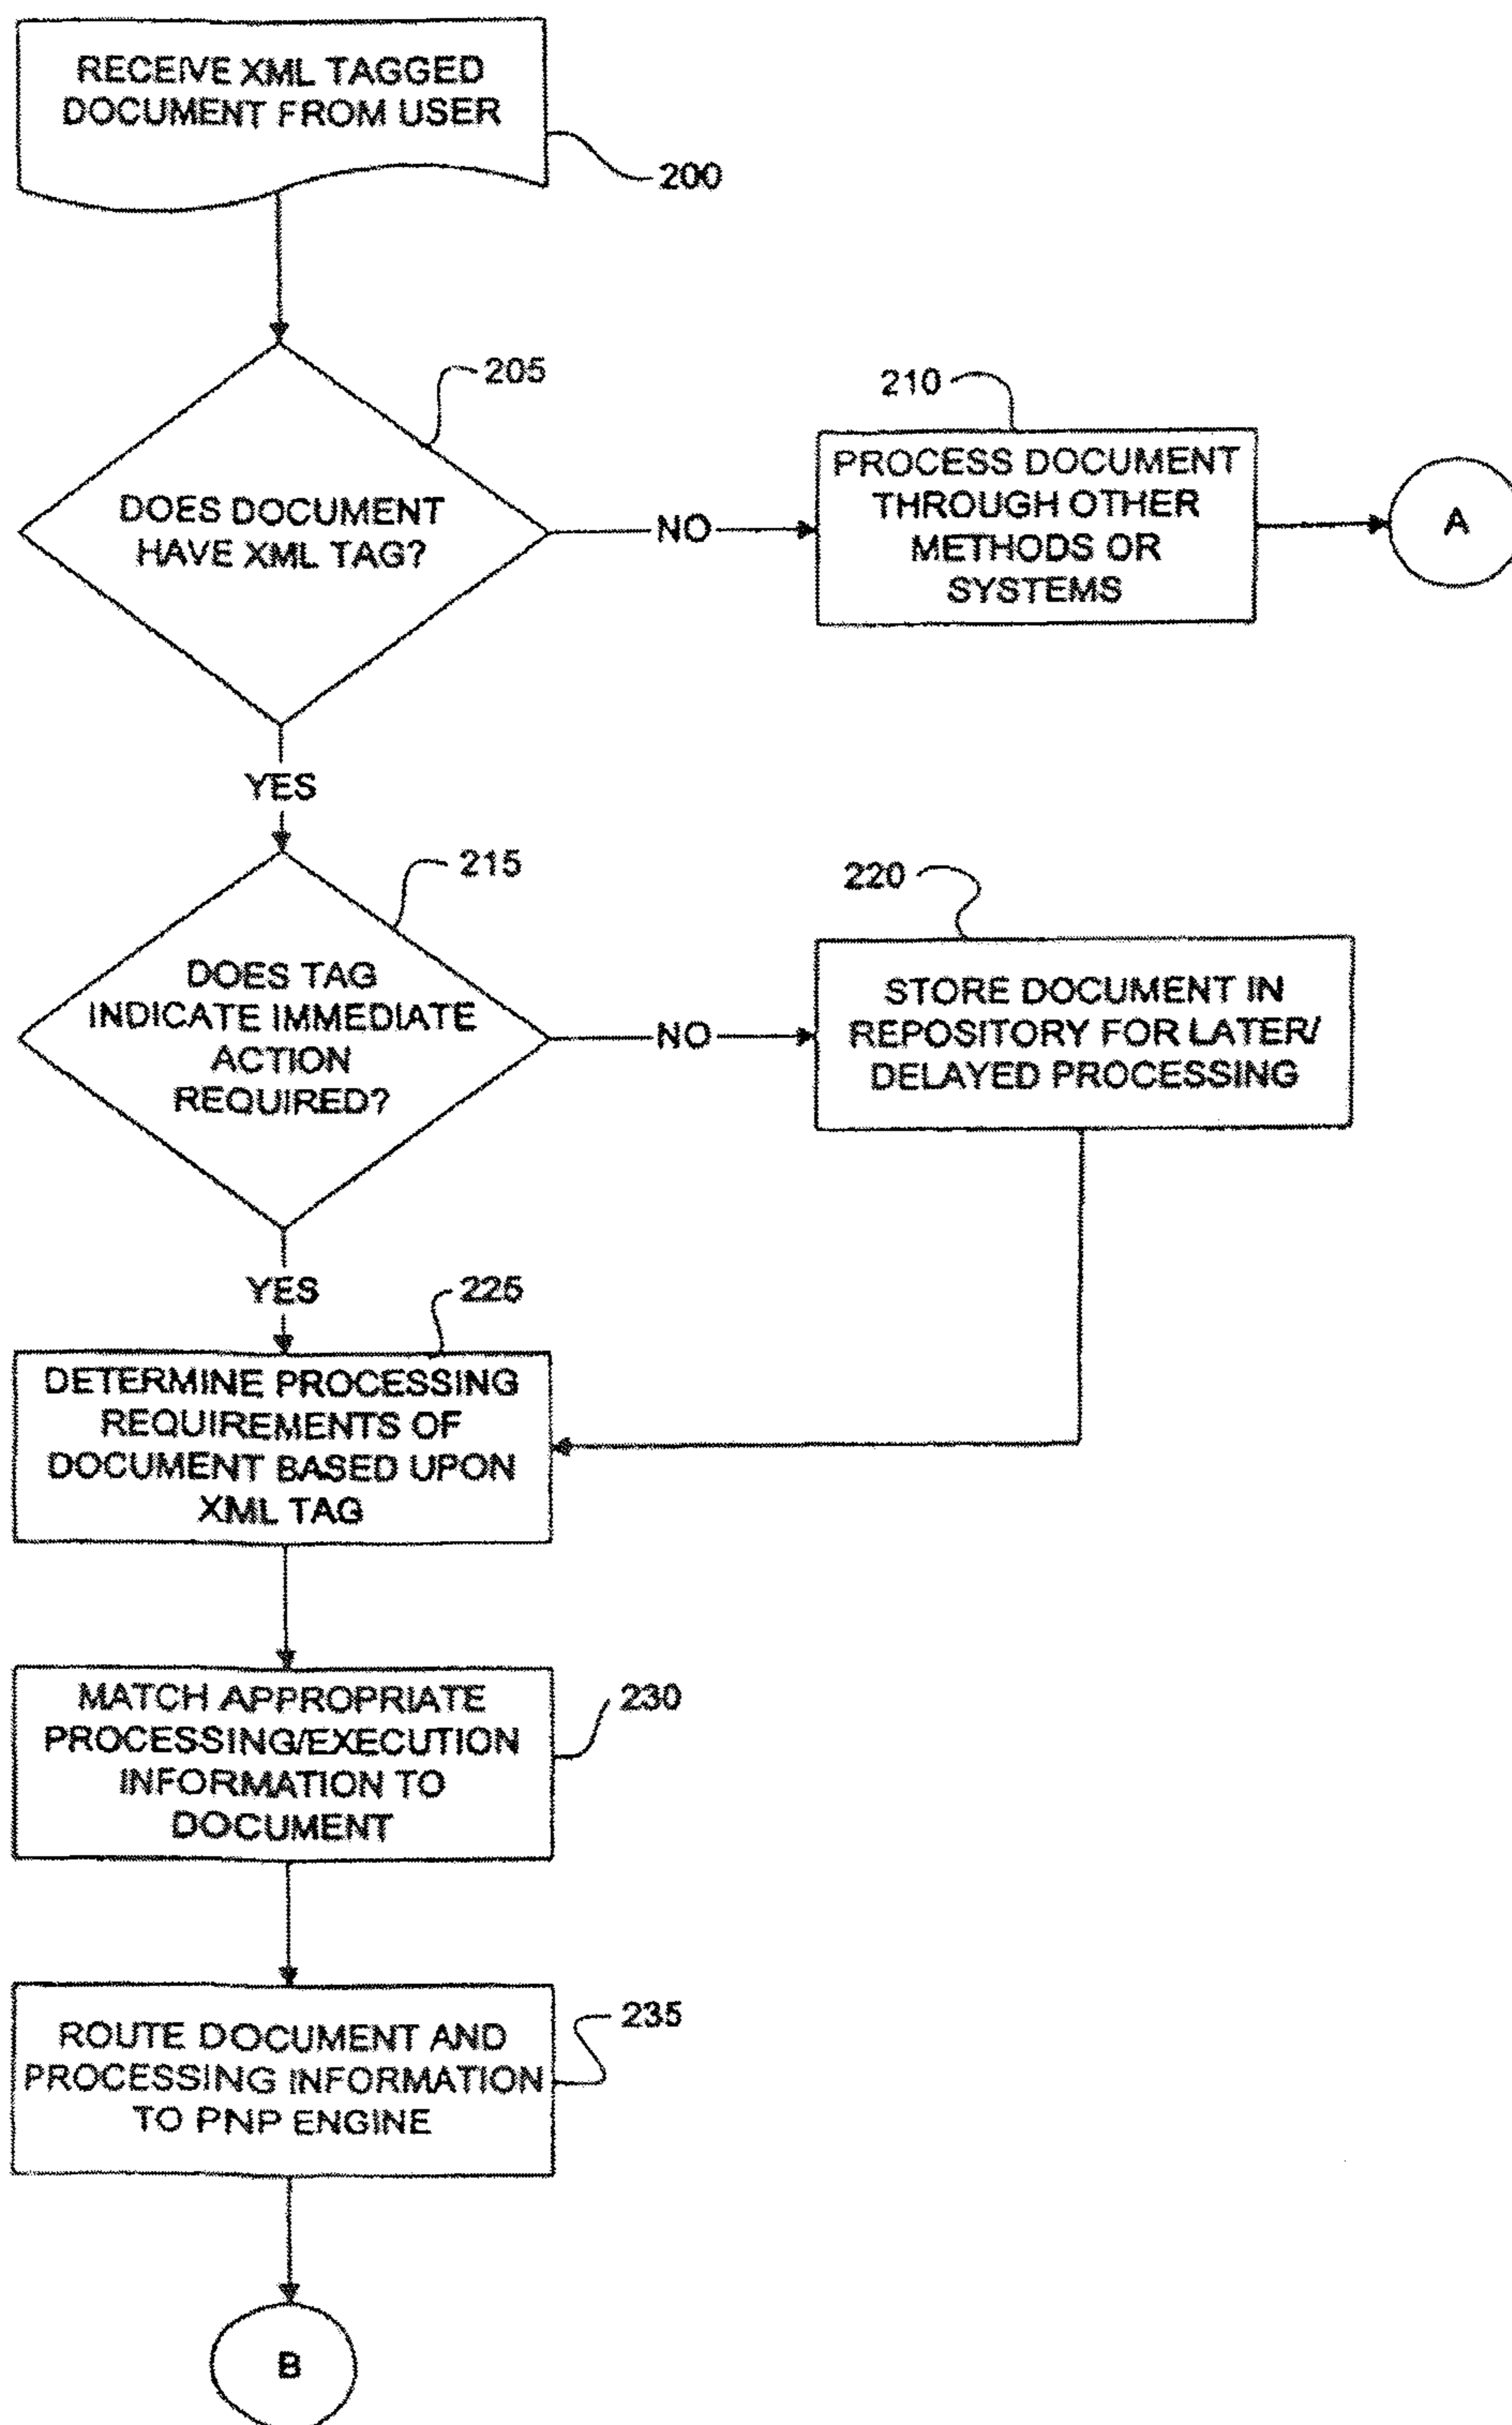 RECEIVE XML TAGGED
DOCUMENT FROM USER
200
205
DOES DOCUMENT
HAVE XML TAG?
NO
210
PROCESS DOCUMENT
THROUGH OTHER
METHODS OR
SYSTEMS
A
YES
215
DOES TAG
INDICATE IMMEDIATE
ACTION
REQUIRED?
NO
220
STORE DOCUMENT IN
REPOSITORY FOR LATER/
DELAYED PROCESSING
YES
225
DETERMINE PROCESSING
REQUIREMENTS OF
DOCUMENT BASED UPON
XML TAG
MATCH APPROPRIATE
PROCESSING/EXECUTION
INFORMATION TO
DOCUMENT
230
ROUTE DOCUMENT AND
PROCESSING INFORMATION
TO PNP ENGINE
235
B